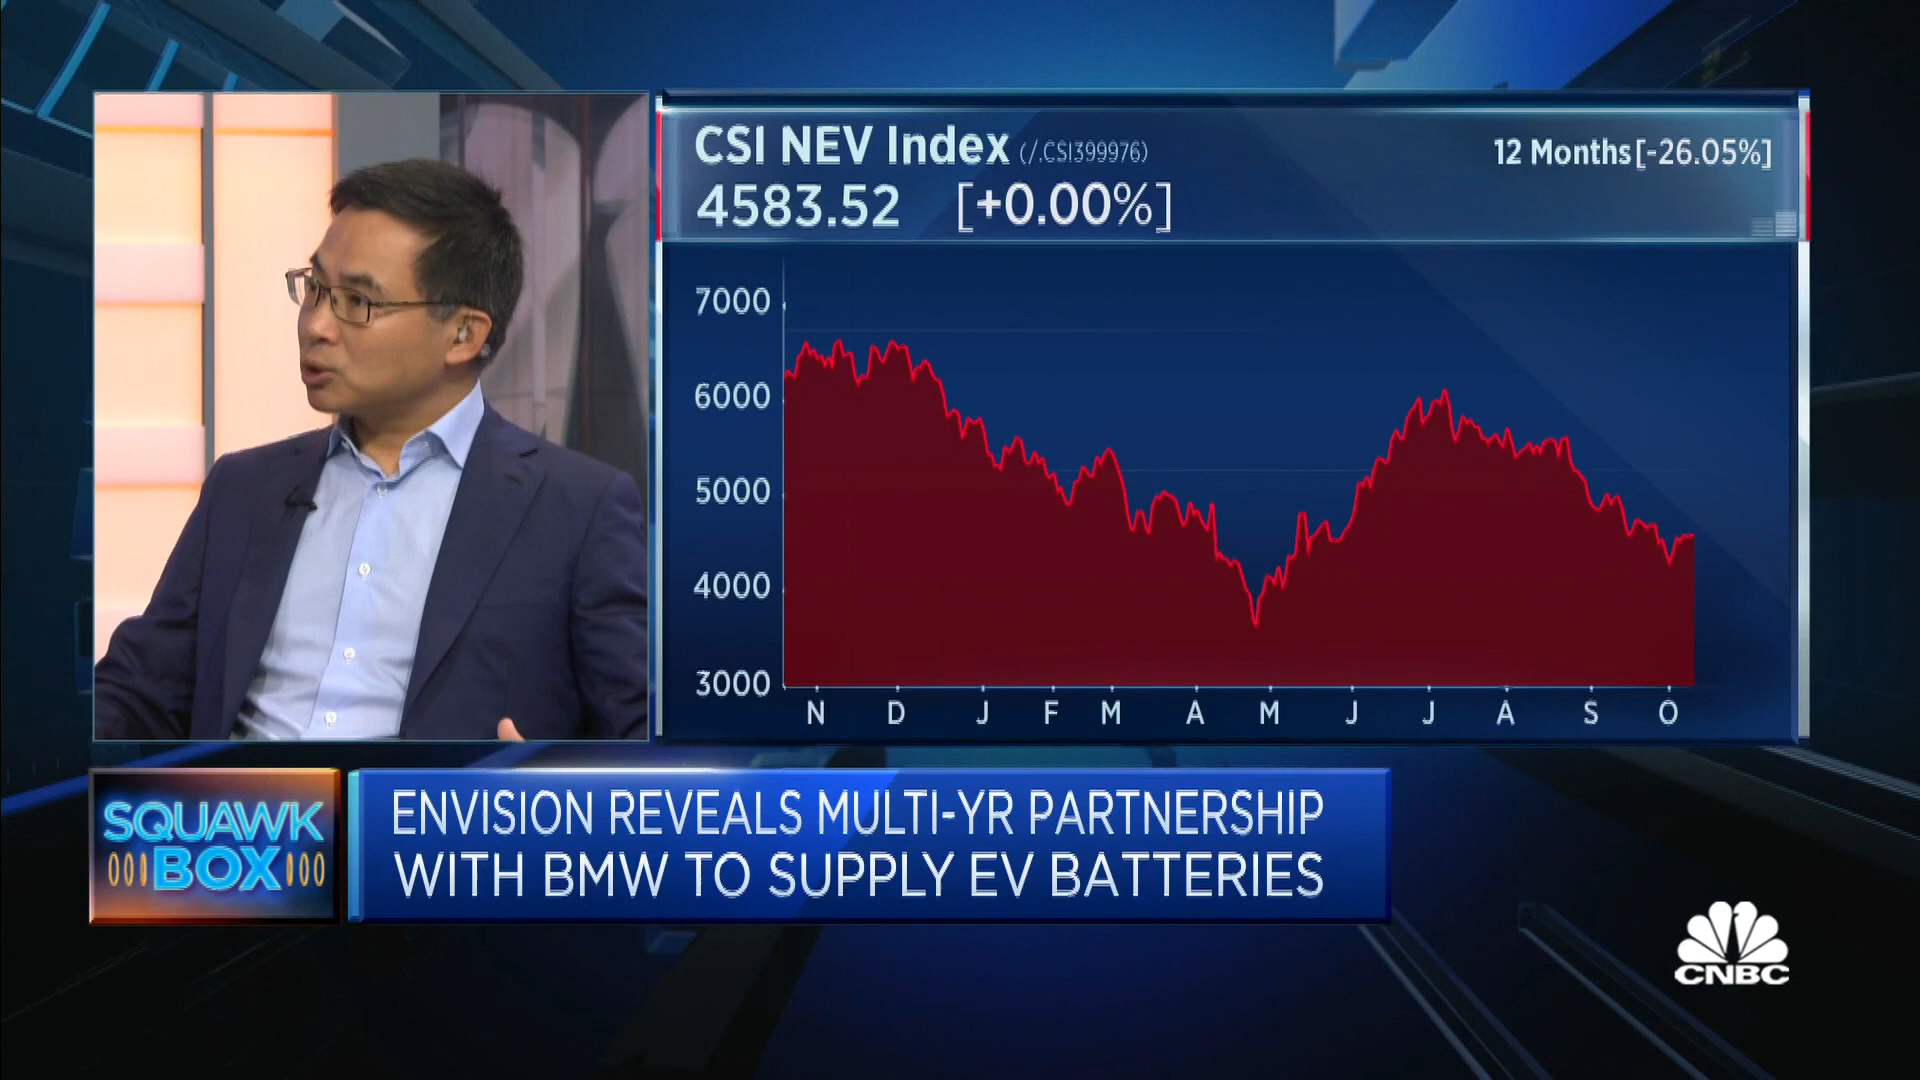 CSI NEV Index (/.CSI399976)
12 Months[-26.05%]
4583.52 [+0.00%]
7000
6000
5000
4000
3000
N D J F M A M J J A S O
SQUAWK
BOX
ENVISION REVEALS MULTI-YR PARTNERSHIP
WITH BMW TO SUPPLY EV BATTERIES
CNBC